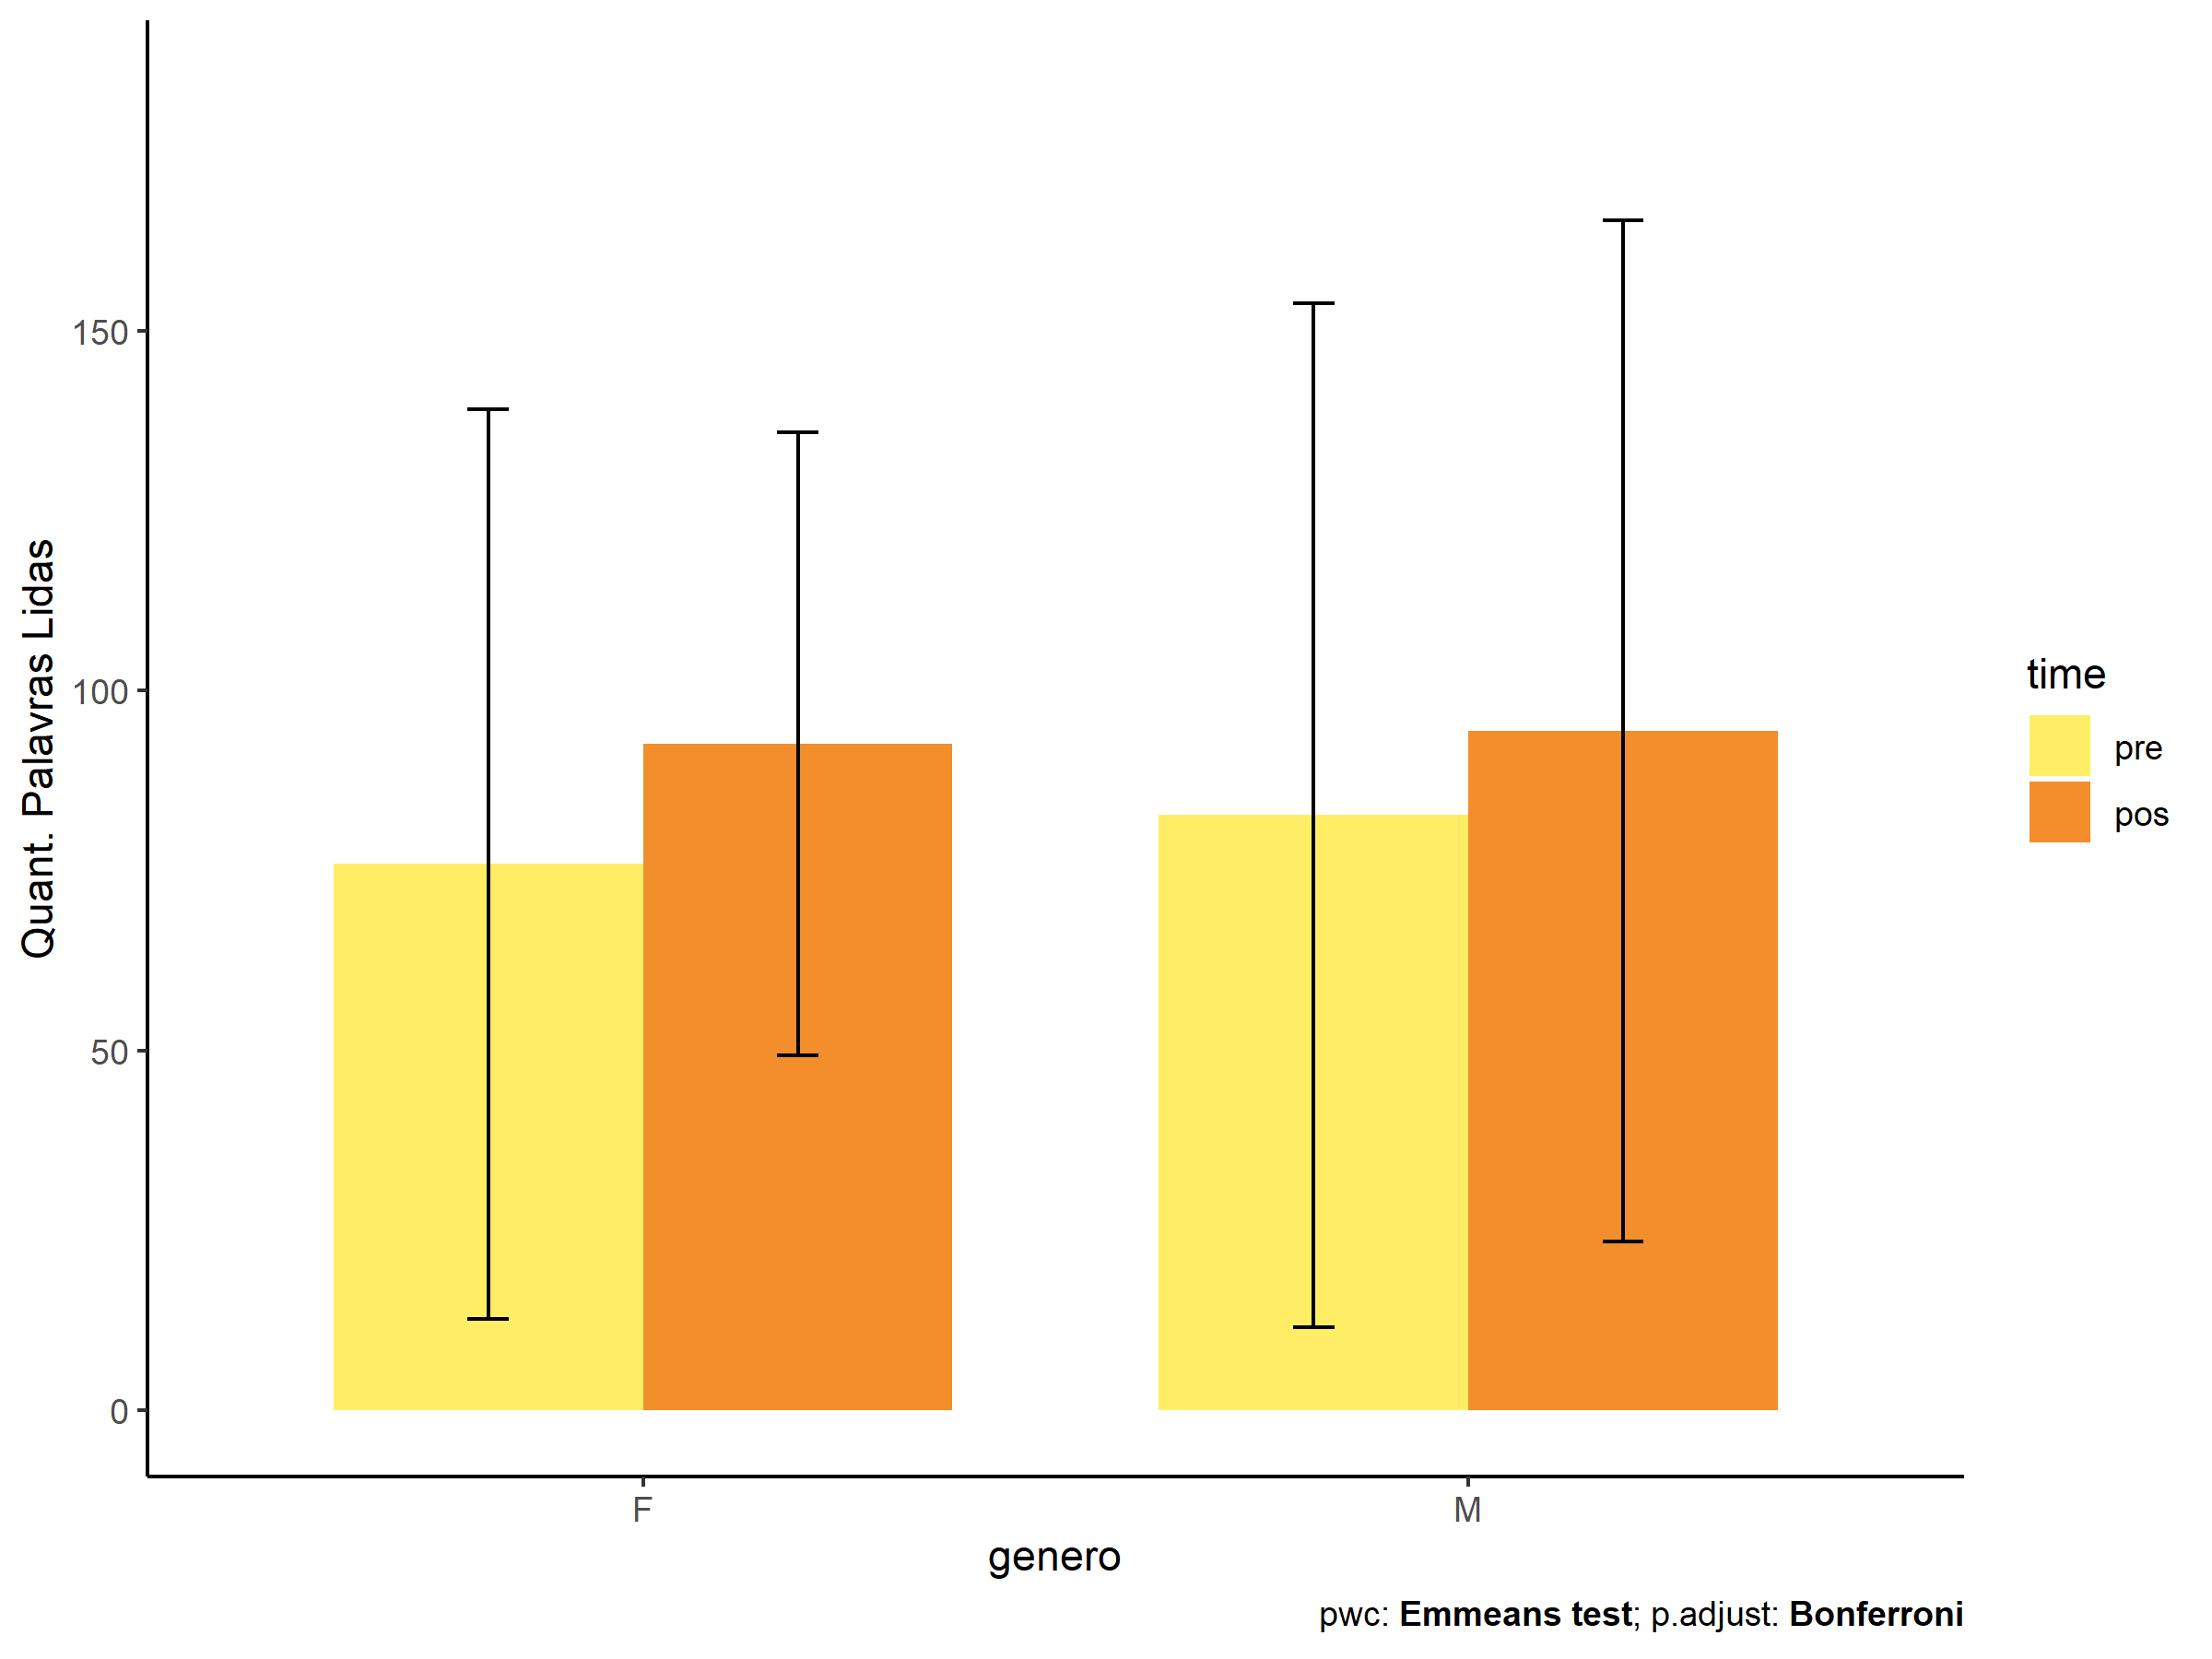 Quant. Palavras Lidas
150
100
50
0
F
M
genero
time
pre
pos
pwc: Emmeans test; p.adjust: Bonferroni